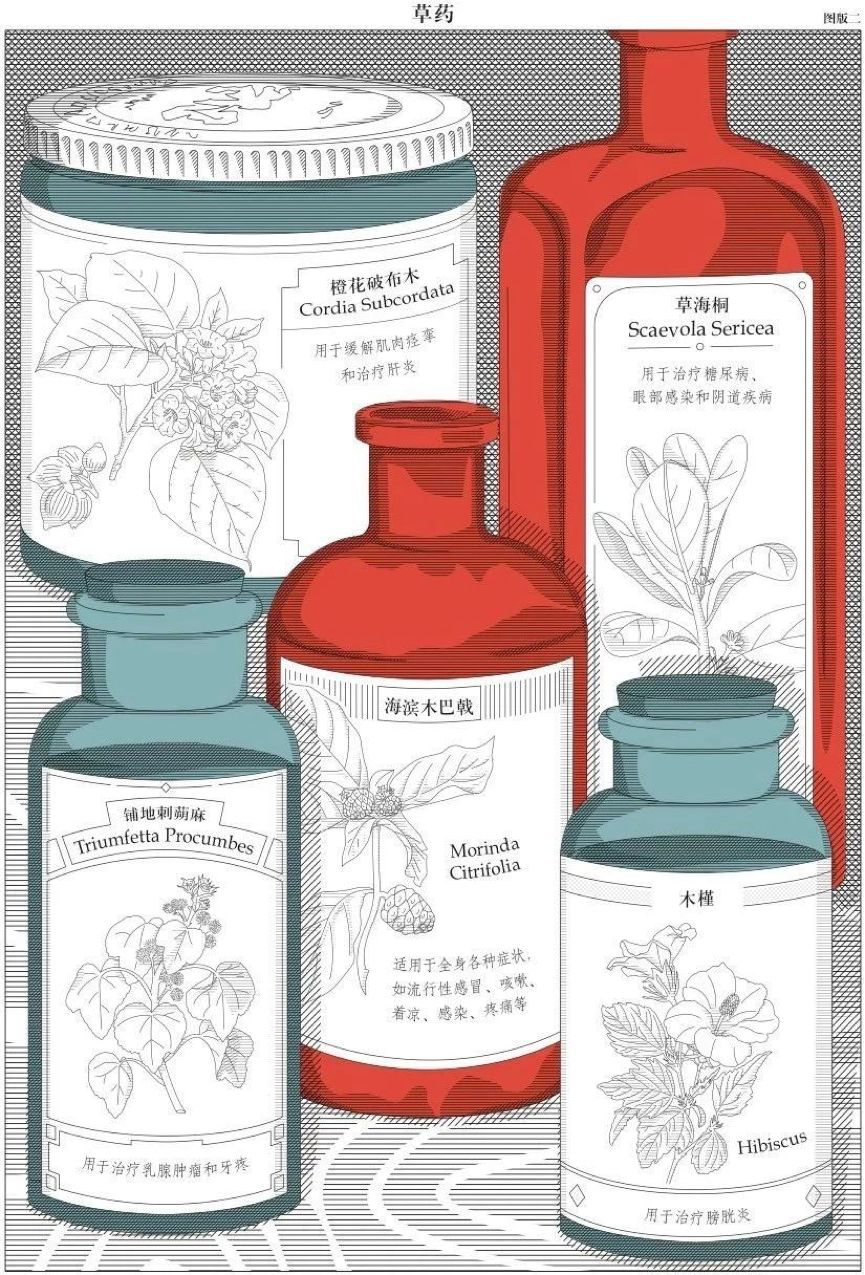 草药
图版二
橙花破布木
Cordia Subcordata
用于缓解肌肉痉挛
和治疗肝炎
草海桐
Scaevola Sericea
用于治疗糖尿病、
眼部感染和阴道疾病
海滨木巴戟
Morinda
Citrifolia
适用于全身各种症状,
如流行性感冒、咳嗽、
着凉、感染、疼痛等
铺地刺蒴麻
Triumfetta Procumbes
用于治疗乳腺肿瘤和牙疼
木槿
Hibiscus
用于治疗膀胱炎